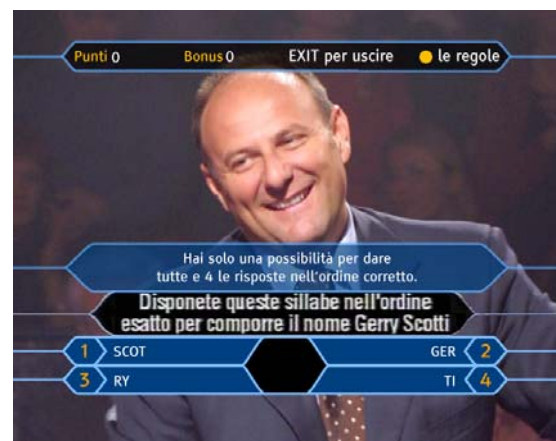 Punti 0 Bonus 0 EXIT per uscire le regole
Hai solo una possibilità per dare
tutte e 4 le risposte nell'ordine corretto.
Disponete queste sillabe nell'ordine
esatto per comporre il nome Gerry Scotti
1 SCOT GER 2
3 RY TI 4